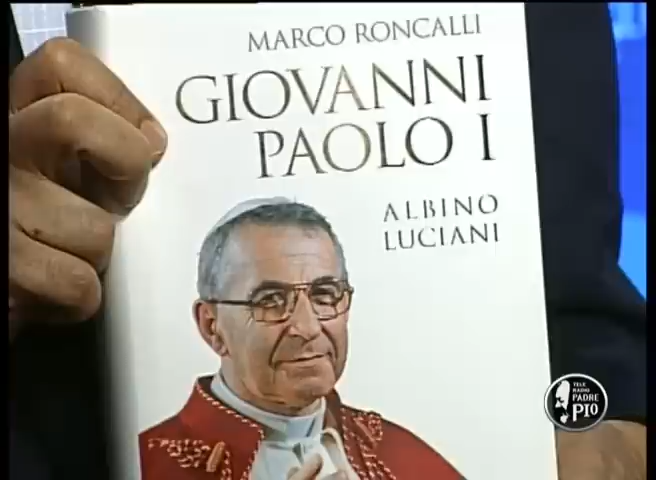 MARCO RONCALLI
GIOVANNI
PAOLO I
ALBINO
LUCIANI
TELE
RADIO
PADRE
PIO